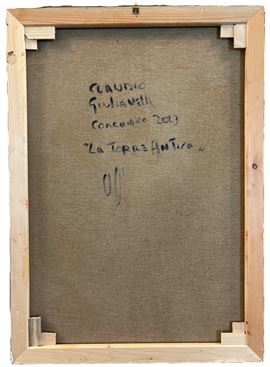 CLAUDIO
Giulianelli
CORCHIANO 2023
"LA TORRE ANTICA"